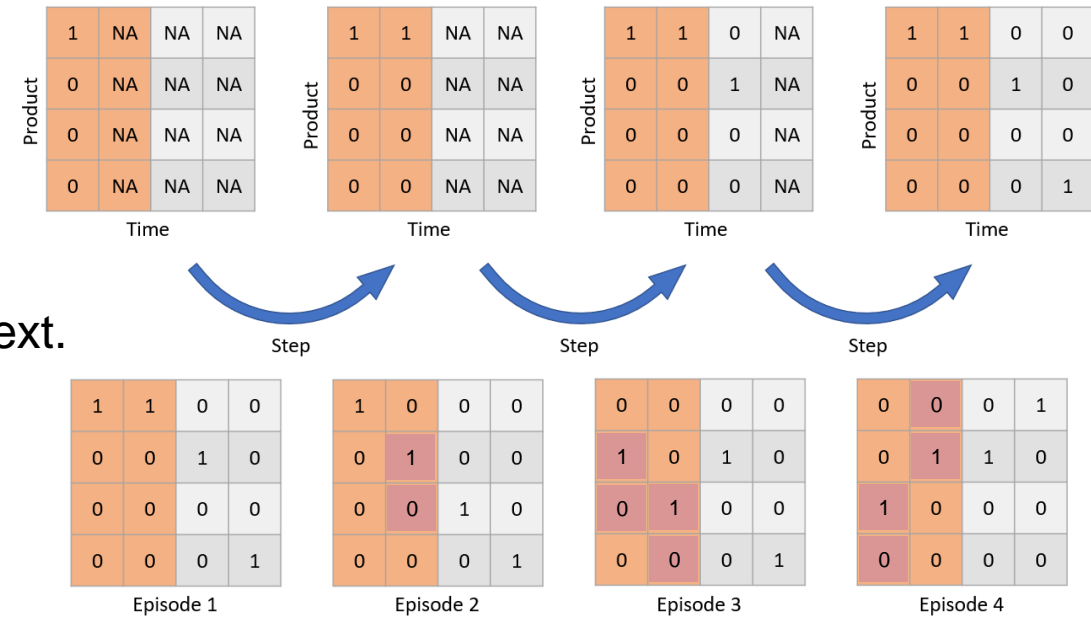 1 NA NA NA 1 1 NA NA 1 1 0 NA 1 1 0 0
0 NA NA NA 0 0 NA NA 0 0 1 NA 0 0 1 0
0 NA NA NA 0 0 NA NA 0 0 0 NA 0 0 0 0
0 NA NA NA 0 0 NA NA 0 0 0 NA 0 0 0 1
Product Product Product Product
Time Time Time Time
ext.
Step Step Step
1 1 0 0 1 0 0 0 0 0 0 0 0 0 0 1
0 0 1 0 0 1 0 0 1 0 1 0 0 1 1 0
0 0 0 0 0 0 1 0 0 1 0 0 1 0 0 0
0 0 0 1 0 0 0 1 0 0 0 1 0 0 0 0
Episode 1 Episode 2 Episode 3 Episode 4